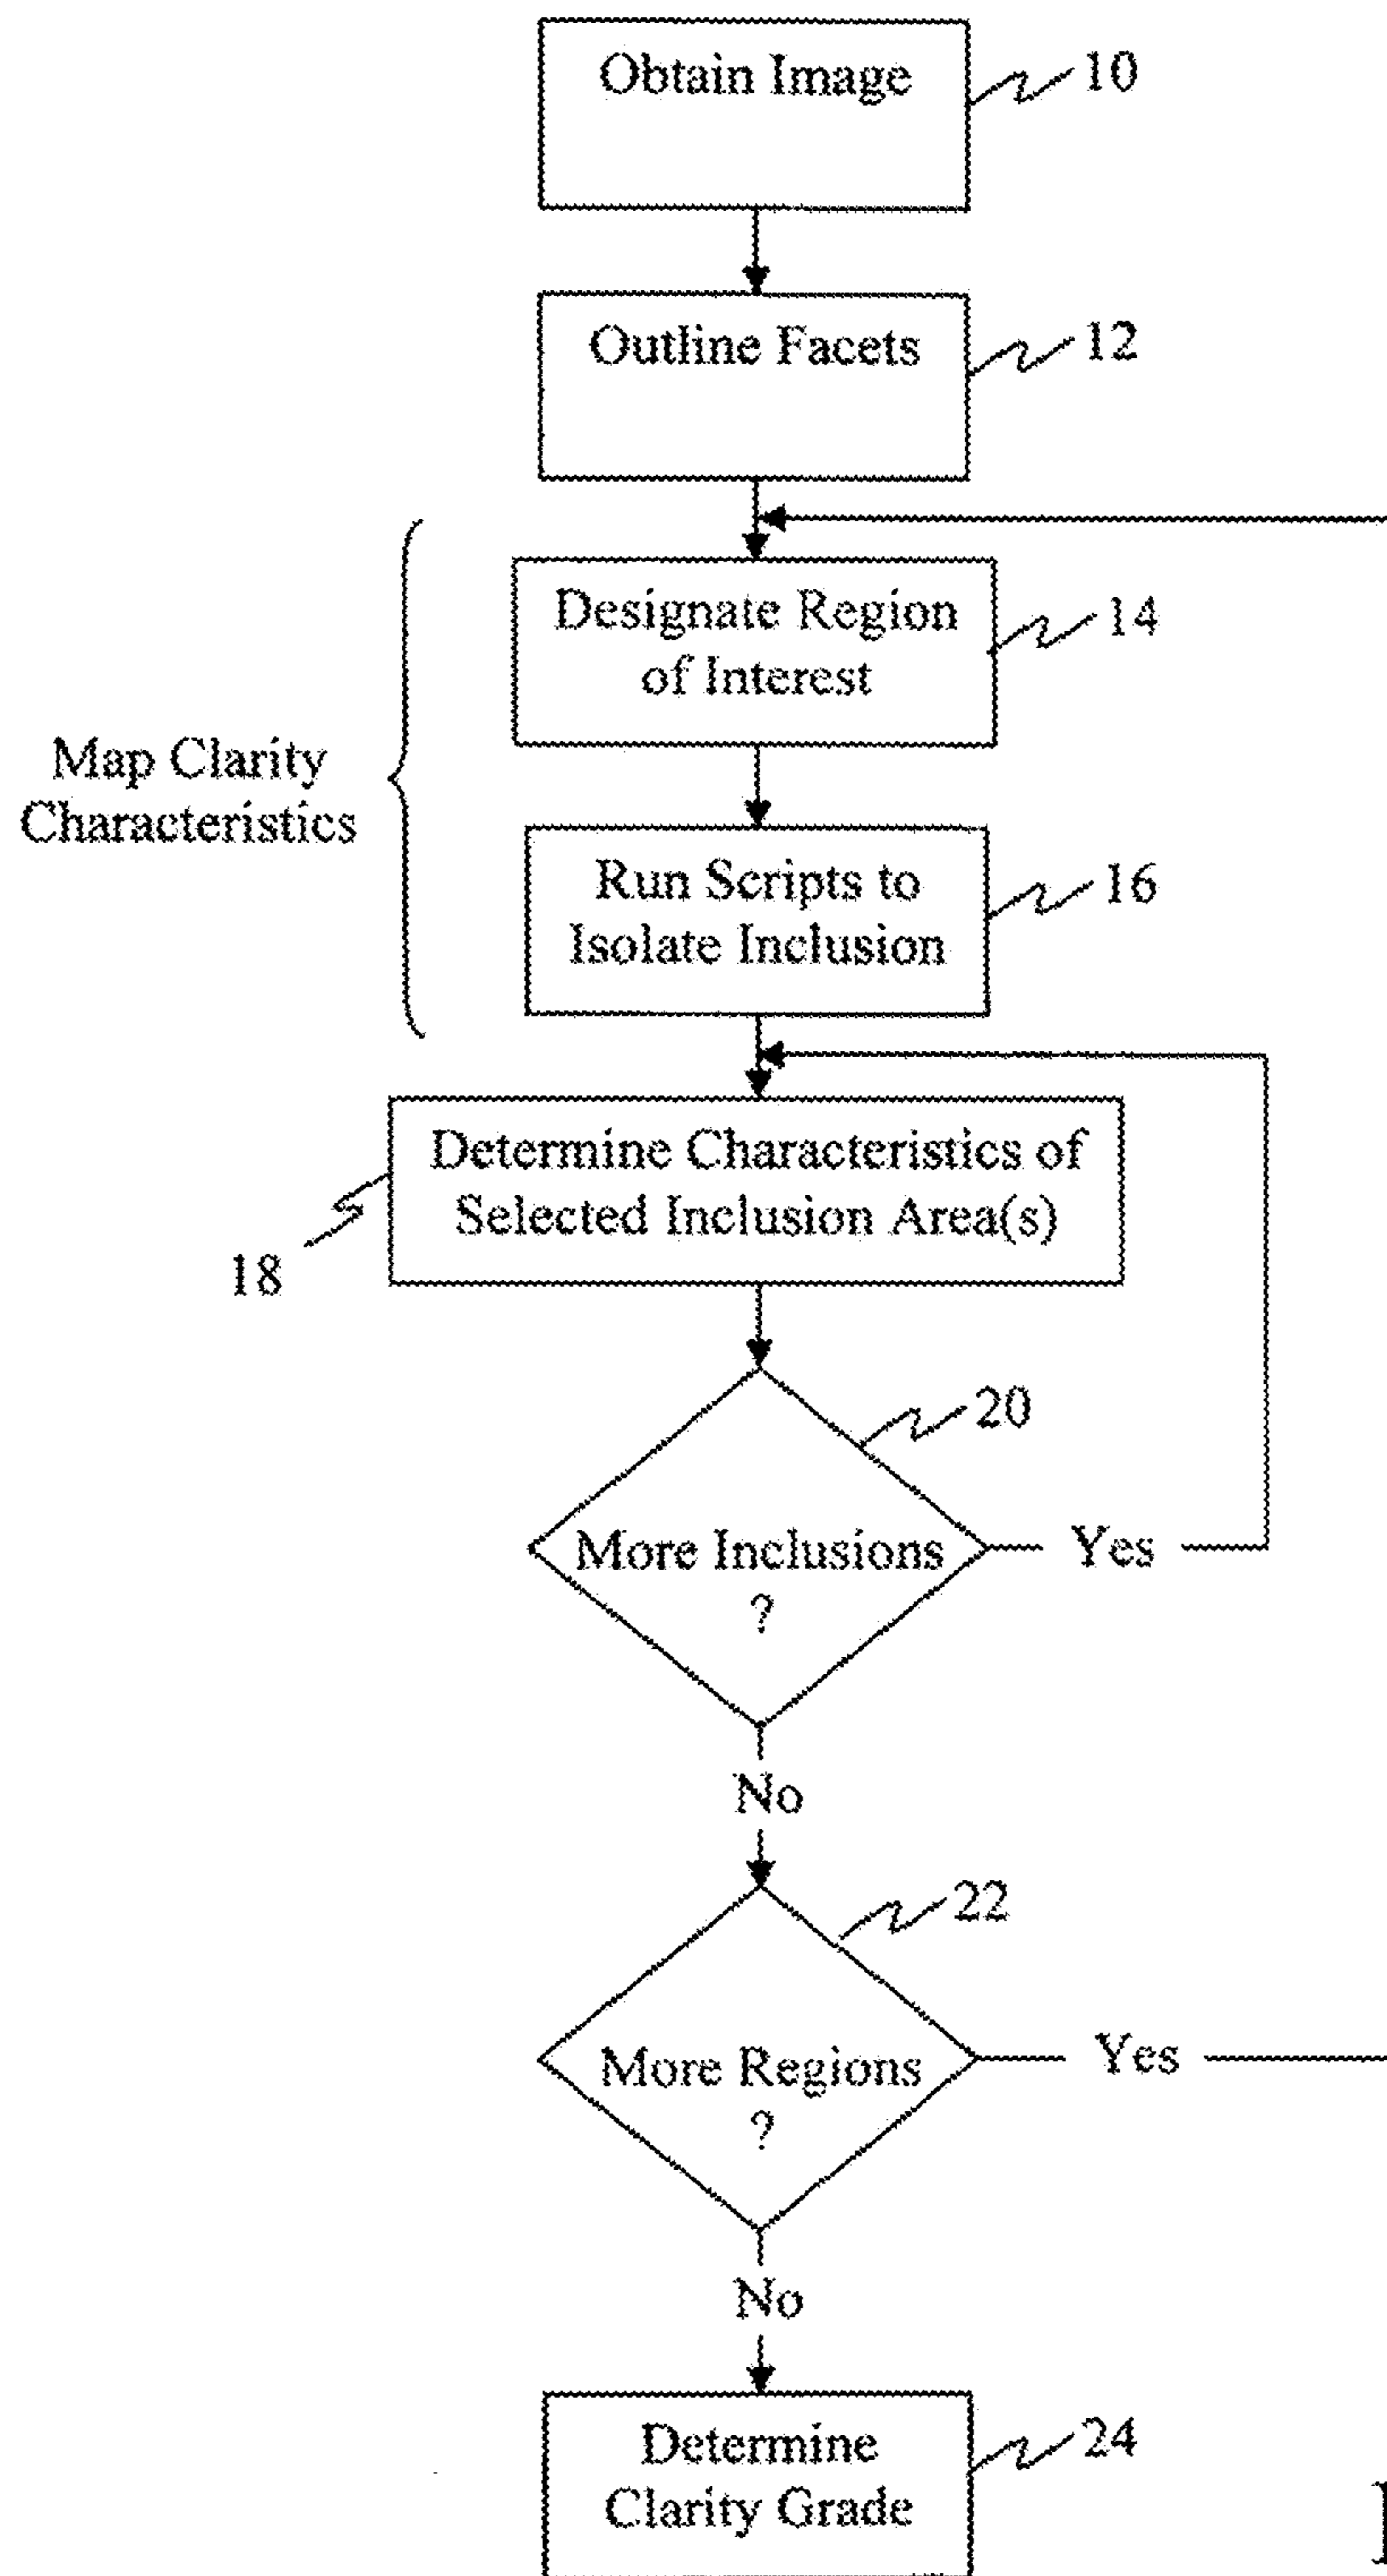 Obtain Image
10
Outline Facets
12
Designate Region
of Interest
14
Map Clarity
Characteristics
Run Scripts to
Isolate Inclusion
16
Determine Characteristics of
Selected Inclusion Area(s)
18
20
More Inclusions
?
Yes
No
22
More Regions
?
Yes
No
Determine
Clarity Grade
24